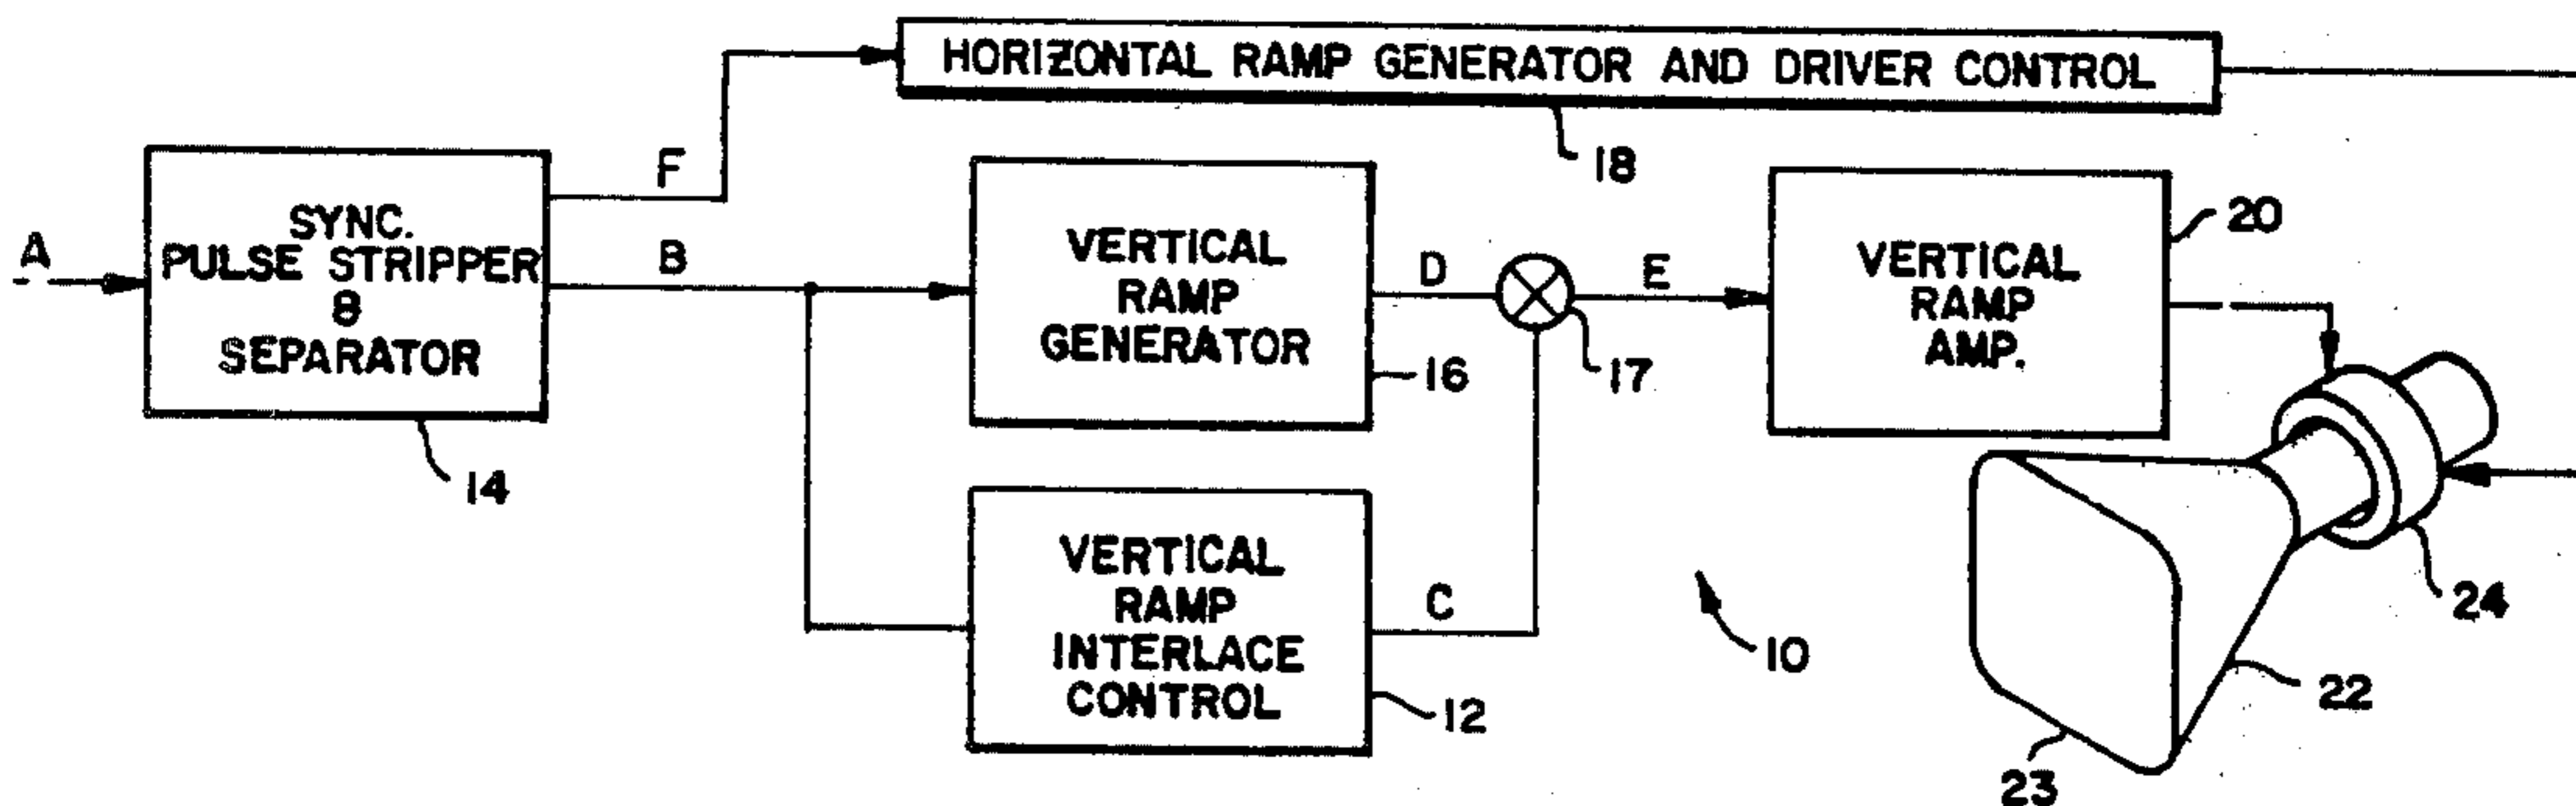 HORIZONTAL RAMP GENERATOR AND DRIVER CONTROL
18
F
A
SYNC.
PULSE STRIPPER
8
SEPARATOR
14
B
VERTICAL
RAMP
GENERATOR
16
D
17
E
VERTICAL
RAMP
AMP.
20
VERTICAL
RAMP
INTERLACE
CONTROL
12
C
10
24
22
23